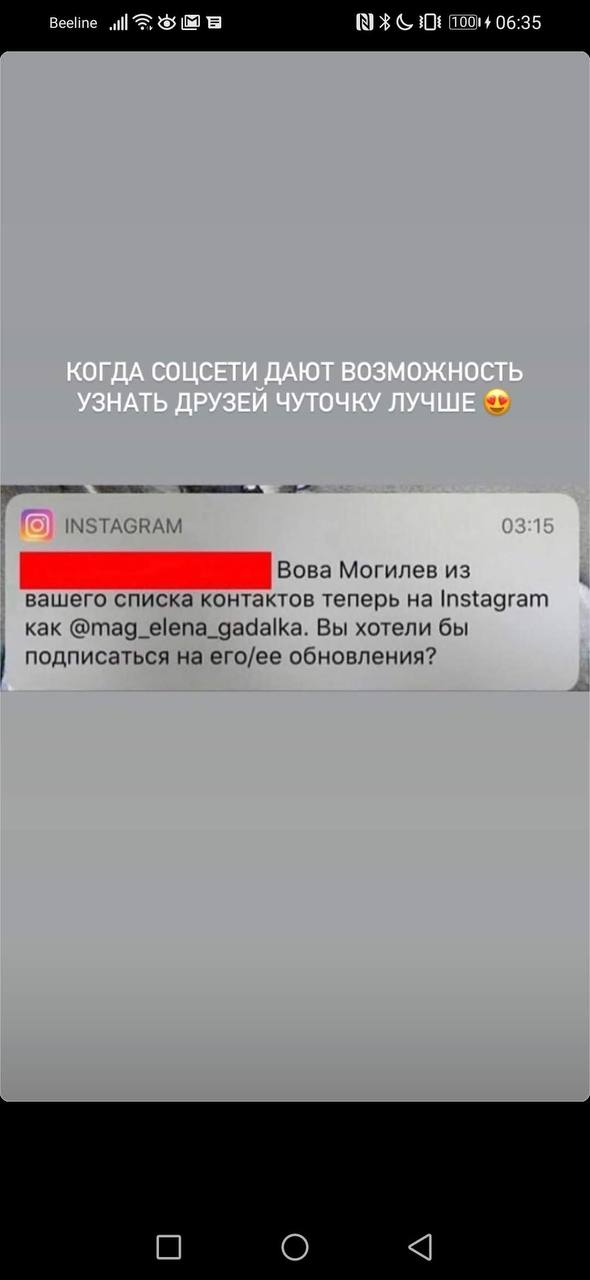 Beeline 100 06:35
КОГДА СОЦСЕТИ ДАЮТ ВОЗМОЖНОСТЬ
УЗНАТЬ ДРУЗЕЙ ЧУТОЧКУ ЛУЧШЕ
INSTAGRAM 03:15
Вова Могилев из
вашего списка контактов теперь на Instagram
как @mag_elena_gadalka. Вы хотели бы
подписаться на его/ее обновления?